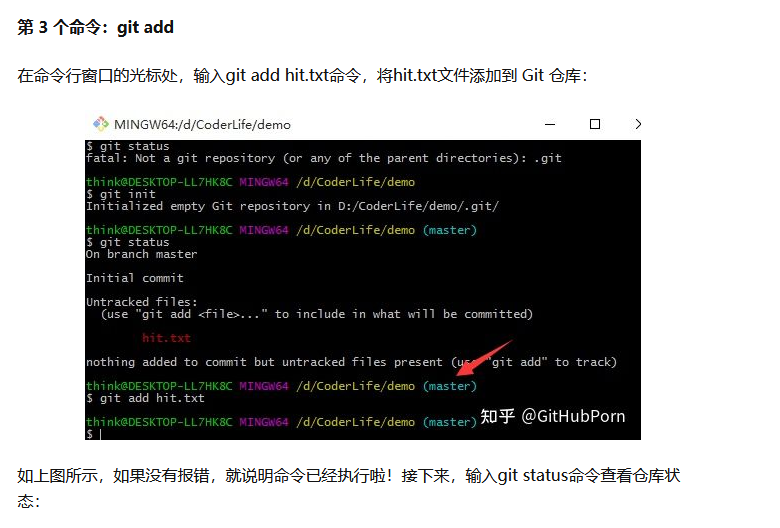 第 3 个命令：git add
在命令行窗口的光标处，输入git add hit.txt命令，将hit.txt文件添加到 Git 仓库：
MINGW64:/d/CoderLife/demo
$ git status
fatal: Not a git repository (or any of the parent directories): .git
think@DESKTOP-LL7HK8C MINGW64 /d/CoderLife/demo
$ git init
Initialized empty Git repository in D:/CoderLife/demo/.git/
think@DESKTOP-LL7HK8C MINGW64 /d/CoderLife/demo (master)
$ git status
On branch master
Initial commit
Untracked files:
(use "git add <file>..." to include in what will be committed)
hit.txt
nothing added to commit but untracked files present (use "git add" to track)
think@DESKTOP-LL7HK8C MINGW64 /d/CoderLife/demo (master)
$ git add hit.txt
think@DESKTOP-LL7HK8C MINGW64 /d/CoderLife/demo (master)
知乎 @GitHubPorn
$
如上图所示，如果没有报错，就说明命令已经执行啦！接下来，输入git status命令查看仓库状
态：